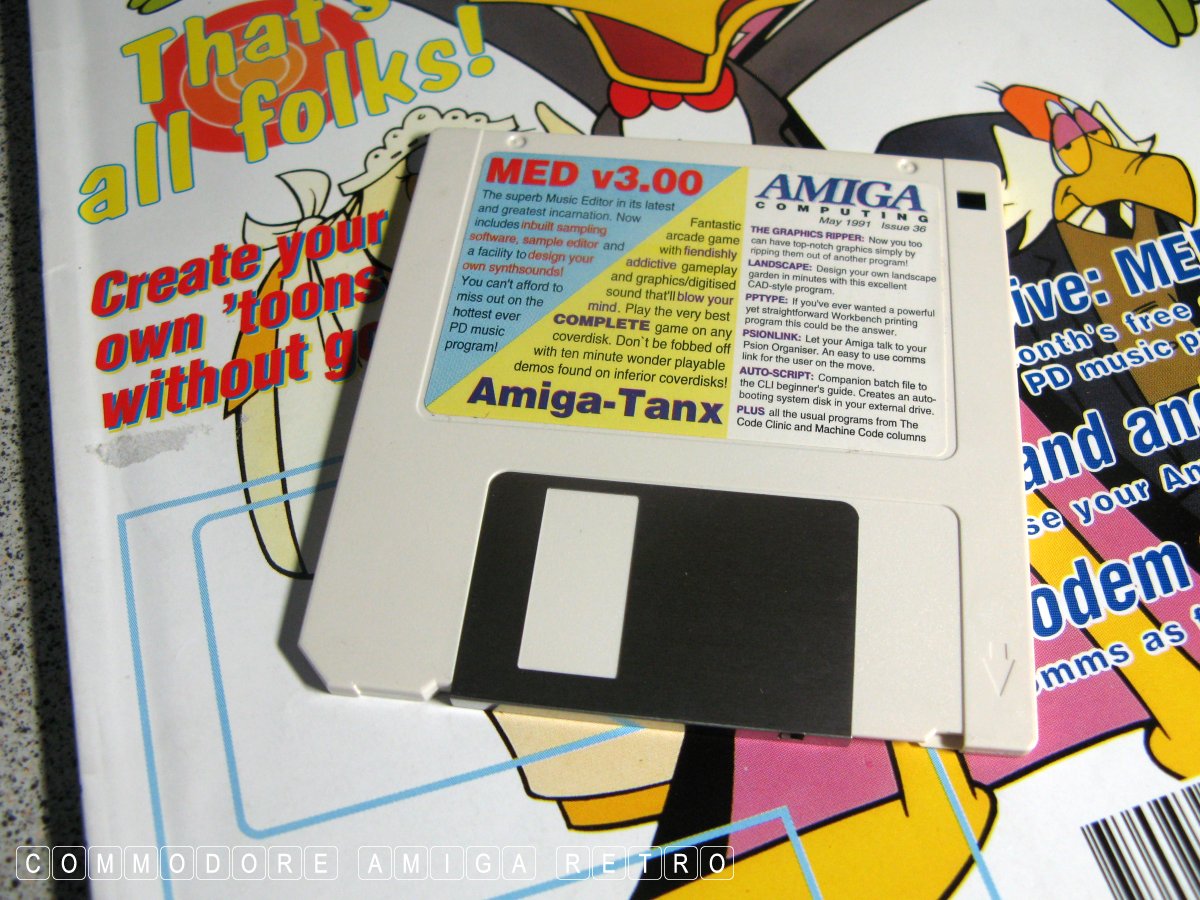 That's
all folks!
Create your
own 'toons
without
MED v3.00
The superb Music Editor in its latest
and greatest incarnation. Now
includes inbuilt sampling
software, sample editor and
a facility to design your
own synthsounds!
You can't afford to
miss out on the
hottest ever
PD music
program!
Fantastic
arcade game
with fiendishly
addictive gameplay
and graphics/digitised
sound that'll blow your
mind. Play the very best
COMPLETE game on any
coverdisk. Don`t be fobbed off
with ten minute wonder playable
demos found on inferior coverdisks!
Amiga-Tanx
AMIGA
COMPUTING
May 1991 Issue 36
THE GRAPHICS RIPPER: Now you too
can have top-notch graphics simply by
ripping them out of another program!
LANDSCAPE: Design your own landscape
garden in minutes with this excellent
CAD-style program.
PPTYPE: If you've ever wanted a powerful
yet straightforward Workbench printing
program this could be the answer.
PSIONLINK: Let your Amiga talk to your
Psion Organiser. An easy to use comms
link for the user on the move.
AUTO-SCRIPT: Companion batch file to
the CLI beginner's guide. Creates an auto-
booting system disk in your external drive.
PLUS all the usual programs from The
Code Clinic and Machine Code columns
ive: ME
onth's free
PD music p
and an
se your Am
odem
omms as
COMMODORE AMIGA RETRO